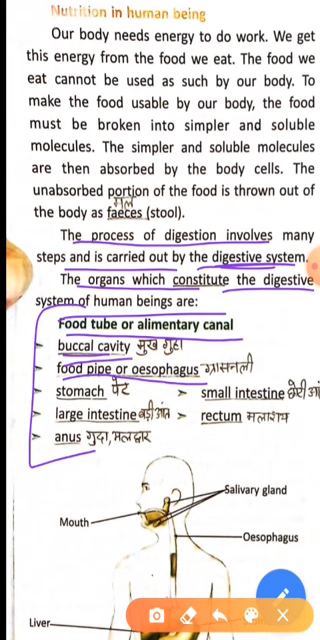 Nutrition in human being
Our body needs energy to do work. We get
this energy from the food we eat. The food we
eat cannot be used as such by our body. To
make the food usable by our body, the food
must be broken into simpler and soluble
molecules. The simpler and soluble molecules
are then absorbed by the body cells. The
unabsorbed portion of the food is thrown out of
मल
the body as faeces (stool).
The process of digestion involves many
steps and is carried out by the digestive system.
The organs which constitute the digestive
system of human beings are:
Food tube or alimentary canal
➤ buccal cavity मुख गुहा
➤ food pipe or oesophagus ग्रासनली
➤ stomach पेट ➤ small intestine छोटी आं
➤ large intestine बड़ी आंत ➤ rectum मलाशय
➤ anus गुदा, मलद्वार
Salivary gland
Mouth
Oesophagus
Liver